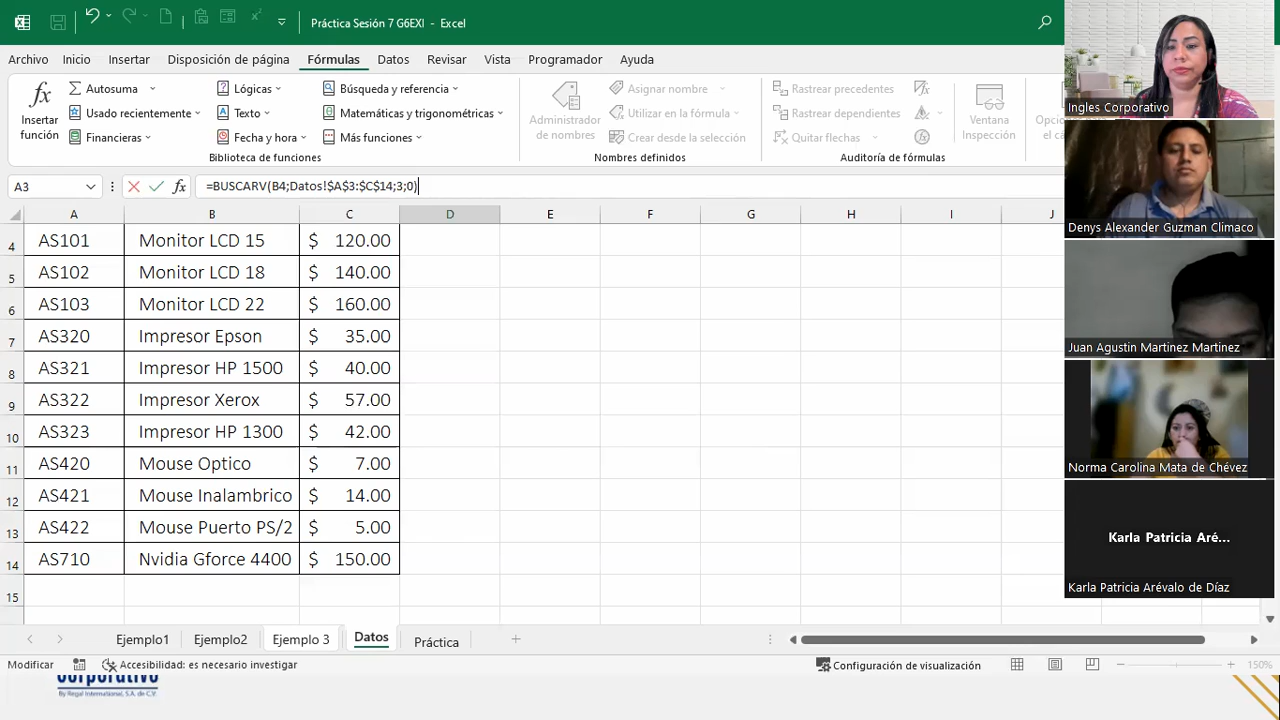 Práctica Sesión 7 G6EXI - Excel
Archivo Inicio Insertar Disposición de página Fórmulas Datos Revisar Vista Programador Ayuda
Insertar función
Autosuma
Usado recientemente
Financieras
Lógicas
Texto
Fecha y hora
Búsqueda y referencia
Matemáticas y trigonométricas
Más funciones
Biblioteca de funciones
Administrador de nombres
Asignar nombre
Utilizar en la fórmula
Crear desde la selección
Nombres definidos
Rastrear precedentes
Rastrear dependientes
Quitar flechas
Auditoría de fórmulas
Ventana Inspección
A3 fx =BUSCARV(B4;Datos!$A$3:$C$14;3;0)
A B C D E F G H I J
4 AS101 Monitor LCD 15 $ 120.00
5 AS102 Monitor LCD 18 $ 140.00
6 AS103 Monitor LCD 22 $ 160.00
7 AS320 Impresor Epson $ 35.00
8 AS321 Impresor HP 1500 $ 40.00
9 AS322 Impresor Xerox $ 57.00
10 AS323 Impresor HP 1300 $ 42.00
11 AS420 Mouse Optico $ 7.00
12 AS421 Mouse Inalambrico $ 14.00
13 AS422 Mouse Puerto PS/2 $ 5.00
14 AS710 Nvidia Gforce 4400 $ 150.00
15
Ejemplo1 Ejemplo2 Ejemplo 3 Datos Práctica
Modificar Accesibilidad: es necesario investigar Configuración de visualización 150%
Corporativo
By Regal International, S.A. de C.V.
Ingles Corporativo
Denys Alexander Guzman Climaco
Juan Agustin Martinez Martinez
Norma Carolina Mata de Chévez
Karla Patricia Aré...
Karla Patricia Arévalo de Díaz